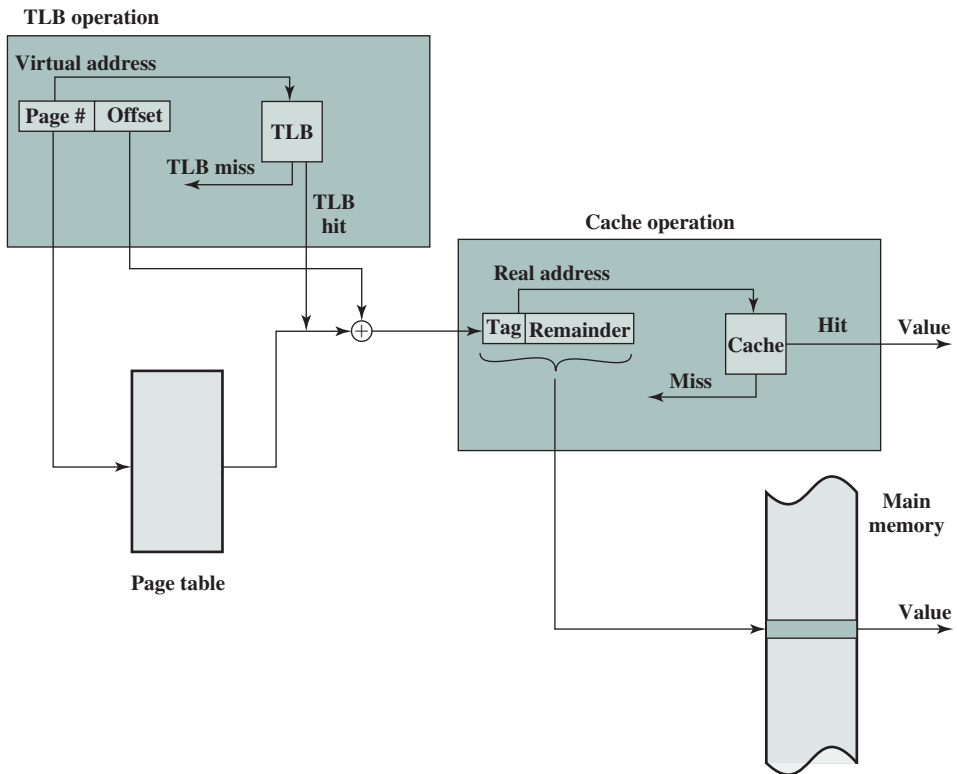 TLB operation
Virtual address
Page # Offset
TLB
TLB miss
TLB
hit
Cache operation
Real address
Tag Remainder
Cache
Hit
Value
Miss
Page table
Main
memory
Value